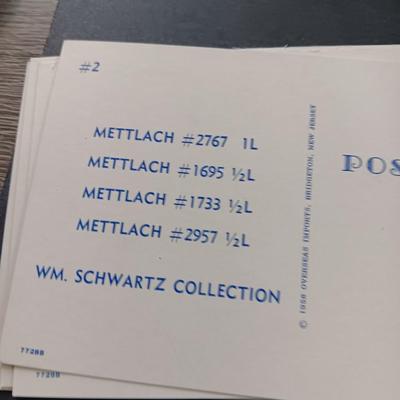 #2
METTLACH #2767 1L
METTLACH #1695 ½L
METTLACH #1733 ½L
METTLACH #2957 ½L
WM. SCHWARTZ COLLECTION
77288
© 1958 OVERSEAS IMPORTS, BRIDGETON, NEW JERSEY
POS
77288